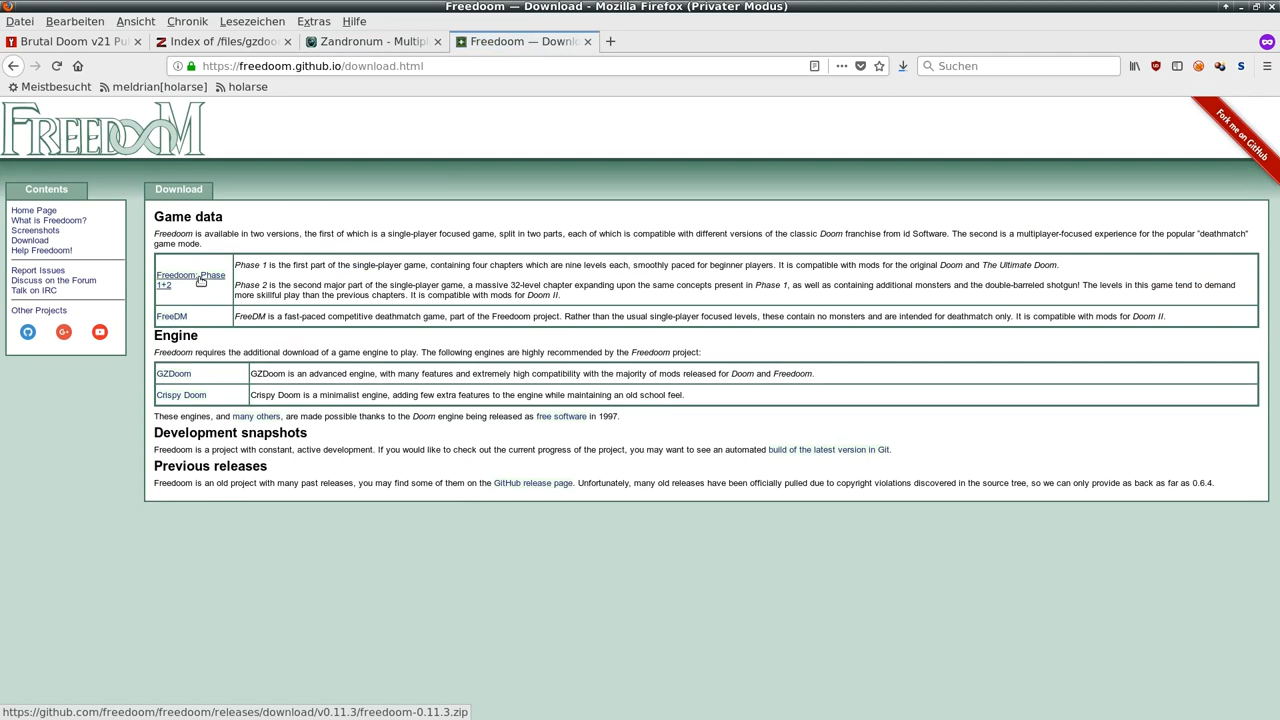 Freedoom — Download - Mozilla Firefox (Privater Modus)
Datei Bearbeiten Ansicht Chronik Lesezeichen Extras Hilfe
Brutal Doom v21 Pu
Index of /files/gzdoo
Zandronum - Multipl
Freedoom — Downl
https://freedoom.github.io/download.html
Suchen
Meistbesucht meldrian[holarse] holarse
FREEDOOM
Fork me on GitHub
Contents
Home Page
What is Freedoom?
Screenshots
Download
Help Freedoom!
Report Issues
Discuss on the Forum
Talk on IRC
Other Projects
Download
Game data
Freedoom is available in two versions, the first of which is a single-player focused game, split in two parts, each of which is compatible with different versions of the classic Doom franchise from id Software. The second is a multiplayer-focused experience for the popular "deathmatch"
game mode.
Freedoom: Phase
1+2
Phase 1 is the first part of the single-player game, containing four chapters which are nine levels each, smoothly paced for beginner players. It is compatible with mods for the original Doom and The Ultimate Doom.
Phase 2 is the second major part of the single-player game, a massive 32-level chapter expanding upon the same concepts present in Phase 1, as well as containing additional monsters and the double-barreled shotgun! The levels in this game tend to demand
more skillful play than the previous chapters. It is compatible with mods for Doom II.
FreeDM
FreeDM is a fast-paced competitive deathmatch game, part of the Freedoom project. Rather than the usual single-player focused levels, these contain no monsters and are intended for deathmatch only. It is compatible with mods for Doom II.
Engine
Freedoom requires the additional download of a game engine to play. The following engines are highly recommended by the Freedoom project:
GZDoom
GZDoom is an advanced engine, with many features and extremely high compatibility with the majority of mods released for Doom and Freedoom.
Crispy Doom
Crispy Doom is a minimalist engine, adding few extra features to the engine while maintaining an old school feel.
These engines, and many others, are made possible thanks to the Doom engine being released as free software in 1997.
Development snapshots
Freedoom is a project with constant, active development. If you would like to check out the current progress of the project, you may want to see an automated build of the latest version in Git.
Previous releases
Freedoom is an old project with many past releases, you may find some of them on the GitHub release page. Unfortunately, many old releases have been officially pulled due to copyright violations discovered in the source tree, so we can only provide as back as far as 0.6.4.
https://github.com/freedoom/freedoom/releases/download/v0.11.3/freedoom-0.11.3.zip